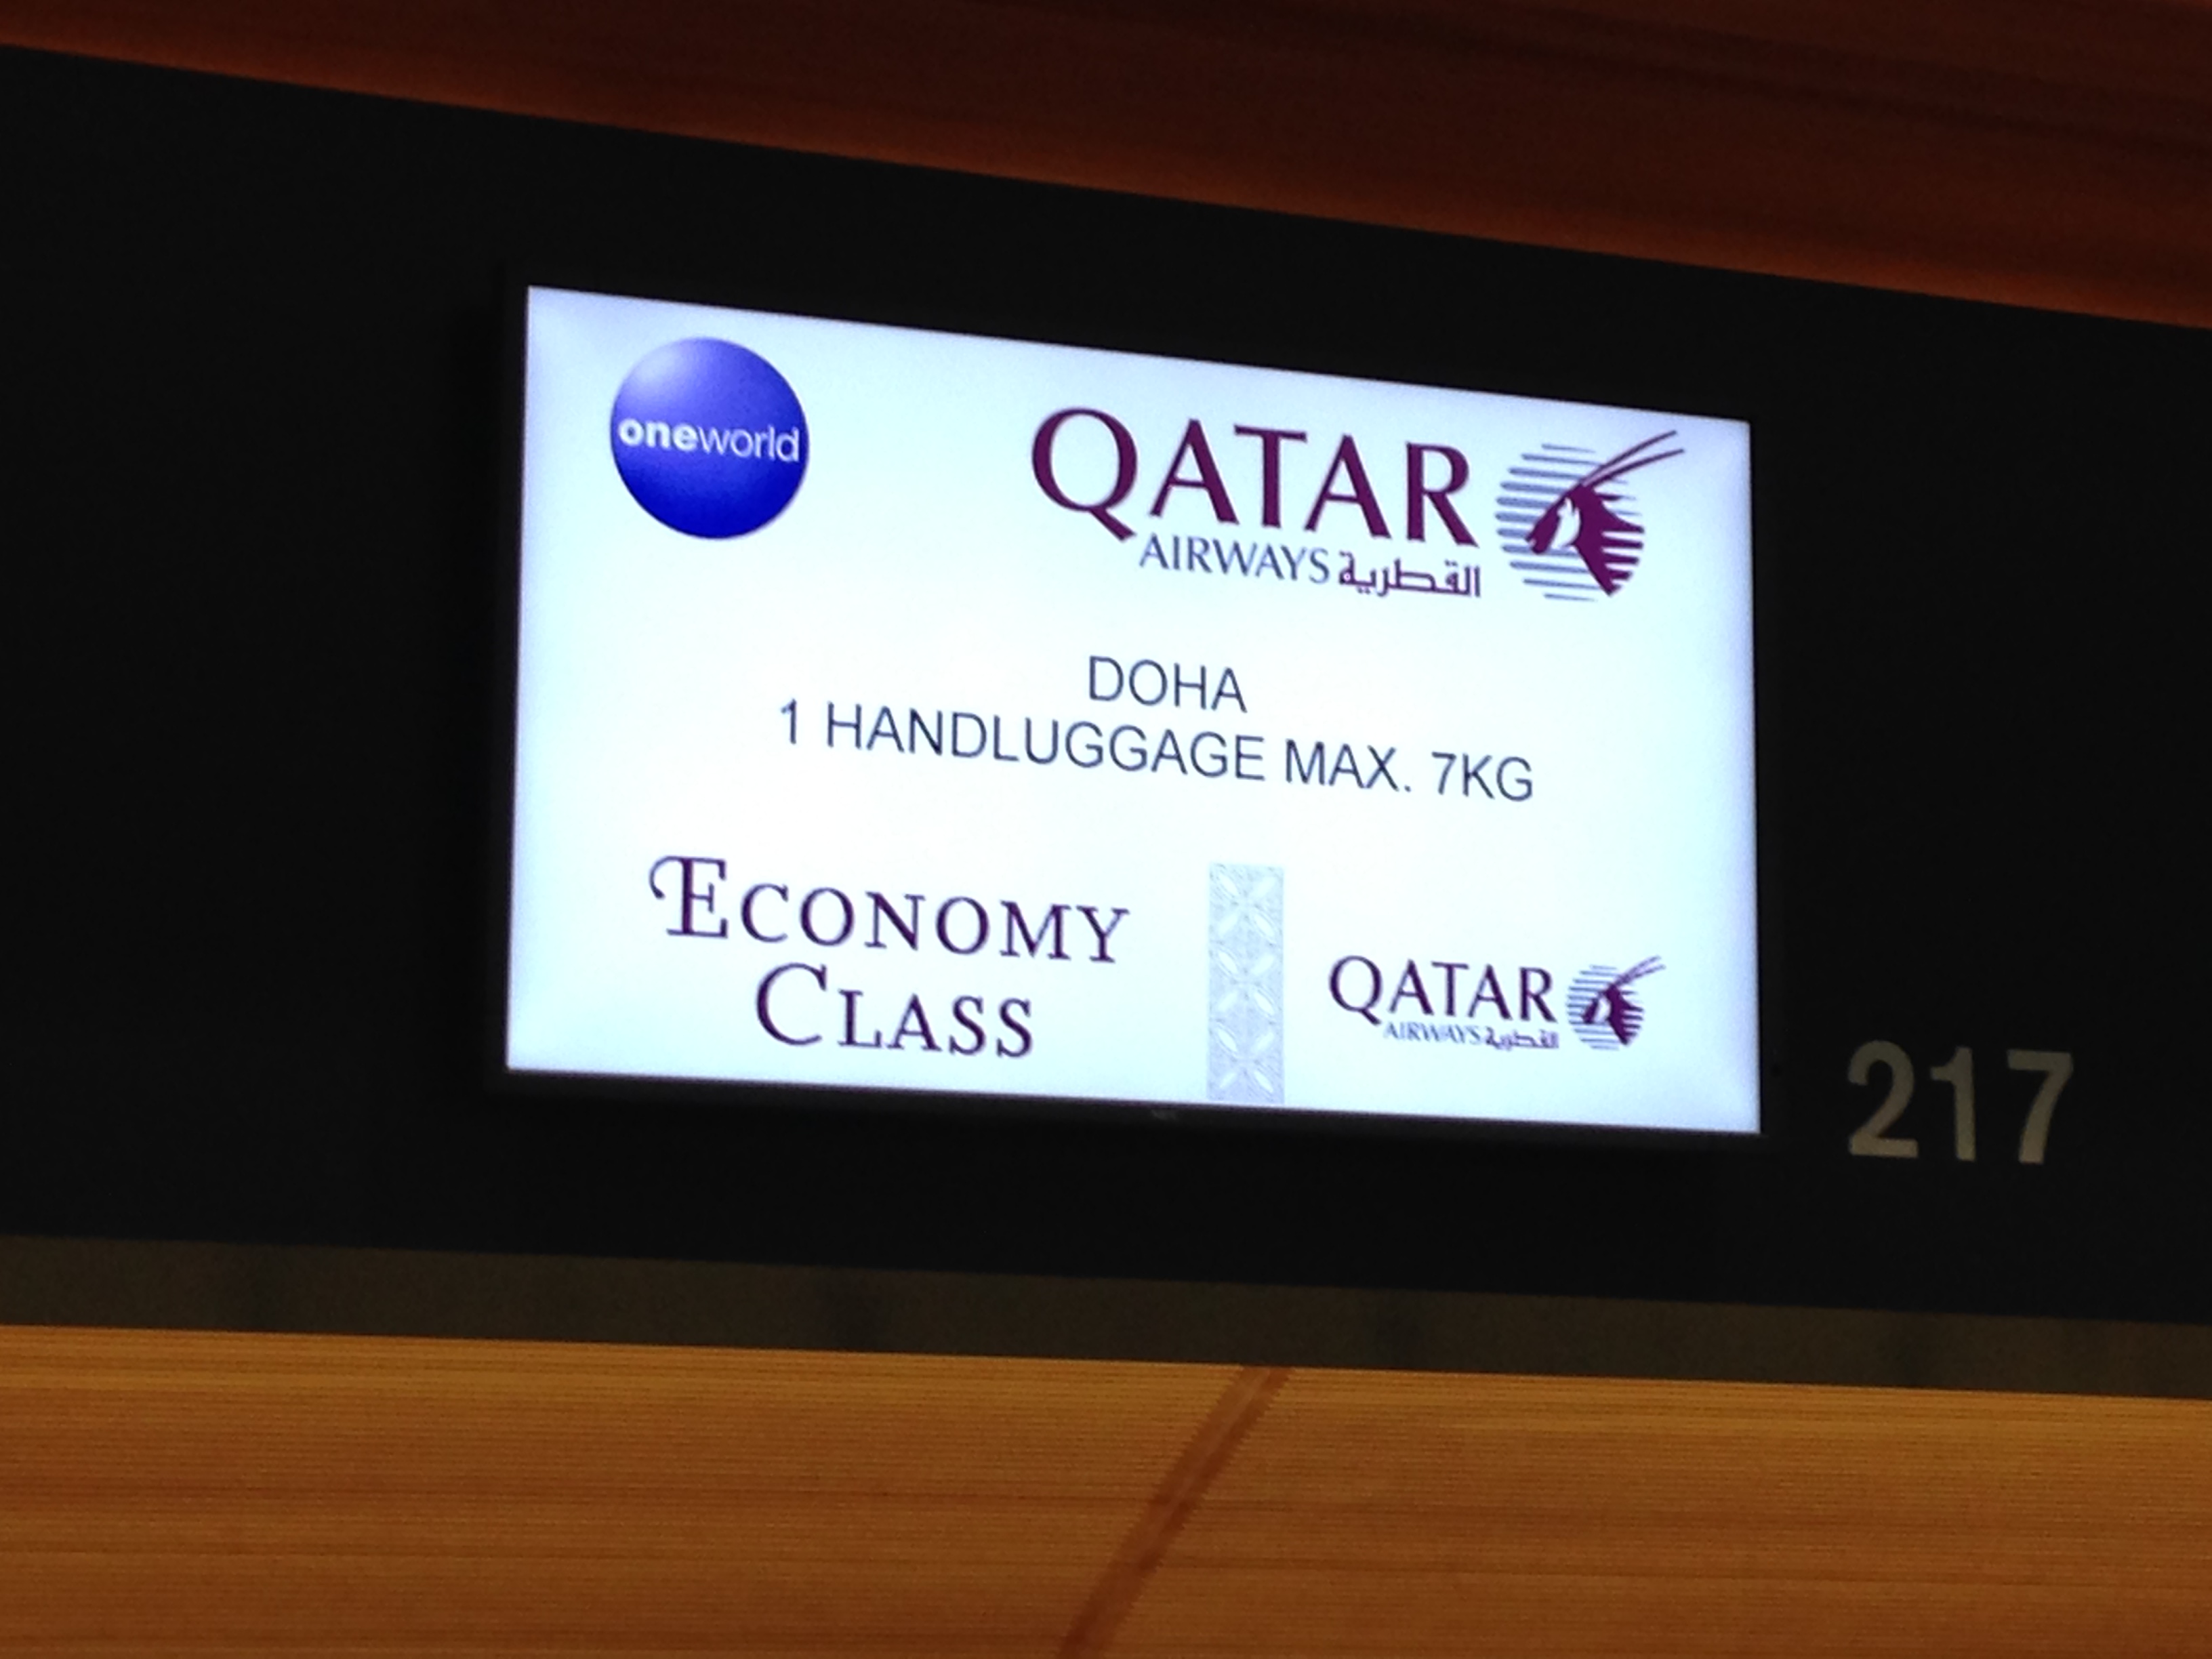 oneworld
QATAR
AIRWAYS القطرية
DOHA
1 HANDLUGGAGE MAX. 7KG
ECONOMY
CLASS
QATAR
AIRWAYS القطرية
217